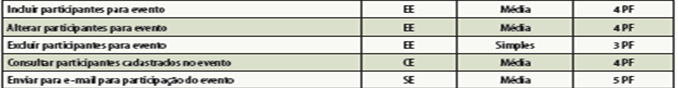 Incluir participantes para evento EE Média 4 PF
Alterar participantes para evento EE Média 4 PF
Excluir participantes para evento EE Simples 3 PF
Consultar participantes cadastrados no evento CE Média 4 PF
Enviar para e-mail para participação do evento SE Média 5 PF